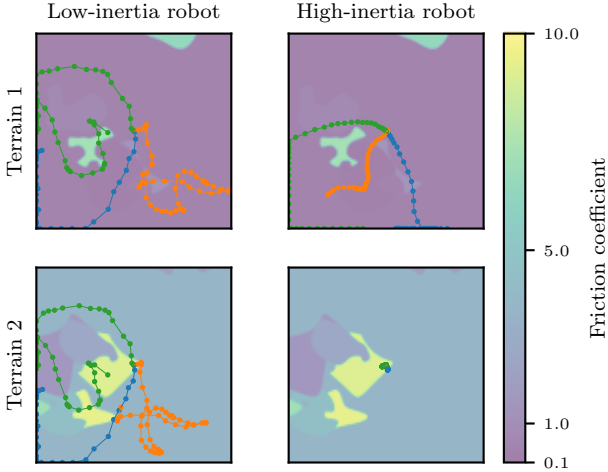 Low-inertia robot
High-inertia robot
Terrain 1
Terrain 2
10.0
5.0
1.0
0.1
Friction coefficient